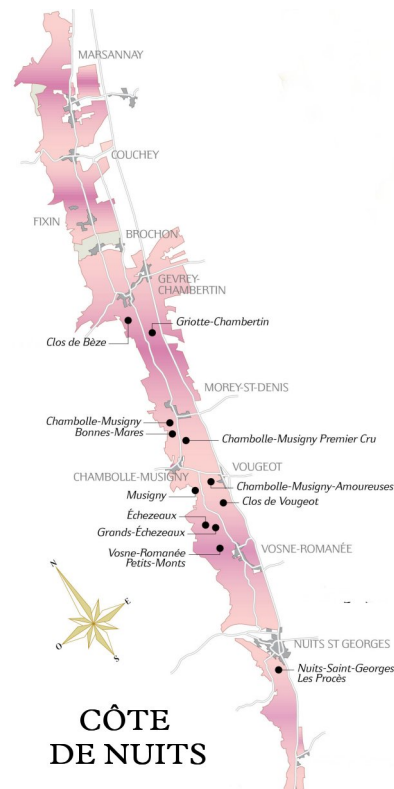 MARSANNAY
COUCHEY
FIXIN
BROCHON
GEVREY-
CHAMBERTIN
Griotte-Chambertin
Clos de Bèze
MOREY-ST-DENIS
Chambolle-Musigny
Bonnes-Mares
Chambolle-Musigny Premier Cru
CHAMBOLLE-MUSIGNY
VOUGEOT
Chambolle-Musigny-Amoureuses
Musigny
Clos de Vougeot
Échezeaux
Grands-Échezeaux
Vosne-Romanée
Petits-Monts
VOSNE-ROMANÉE
N
E
O
S
NUITS ST GEORGES
Nuits-Saint-Georges
Les Procès
CÔTE
DE NUITS